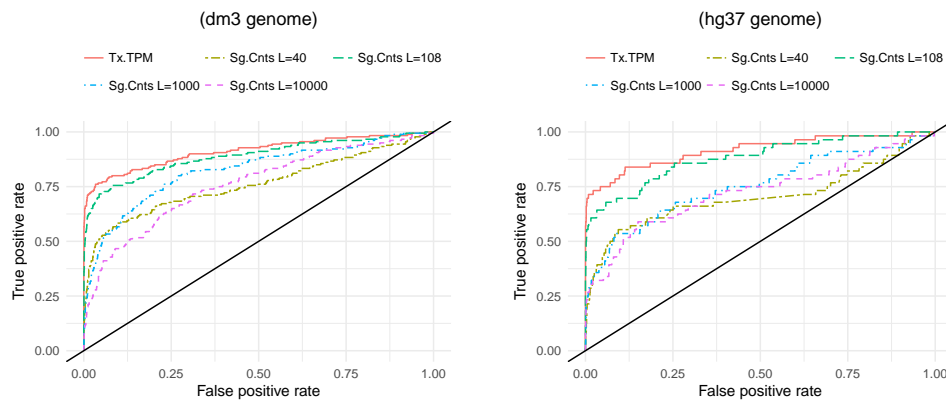 (dm3 genome)
Tx.TPM Sg.Cnts L=40 Sg.Cnts L=108
Sg.Cnts L=1000 Sg.Cnts L=10000
1.00
0.75
0.50
0.25
0.00
True positive rate
0.00 0.25 0.50 0.75 1.00
False positive rate
(hg37 genome)
Tx.TPM Sg.Cnts L=40 Sg.Cnts L=108
Sg.Cnts L=1000 Sg.Cnts L=10000
1.00
0.75
0.50
0.25
0.00
True positive rate
0.00 0.25 0.50 0.75 1.00
False positive rate